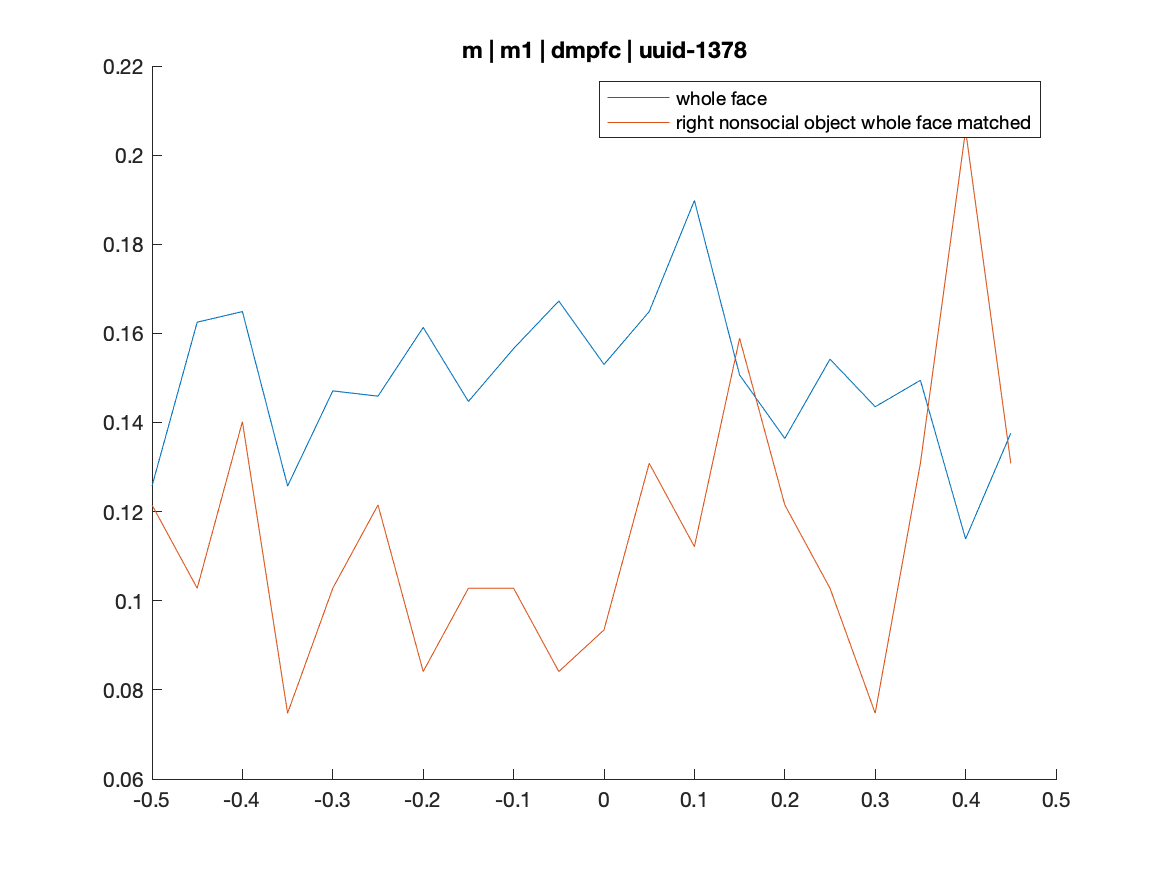 m | m1 | dmpfc | uuid-1378
whole face
right nonsocial object whole face matched
0.22
0.2
0.18
0.16
0.14
0.12
0.1
0.08
0.06
-0.5 -0.4 -0.3 -0.2 -0.1 0 0.1 0.2 0.3 0.4 0.5